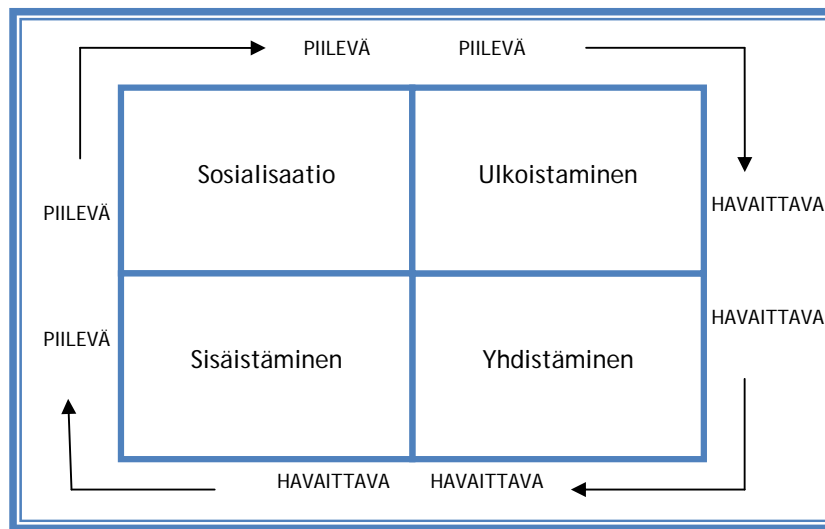 PIILEVÄ PIILEVÄ
Sosialisaatio Ulkoistaminen
PIILEVÄ HAVAITTAVA
PIILEVÄ HAVAITTAVA
Sisäistäminen Yhdistäminen
HAVAITTAVA HAVAITTAVA